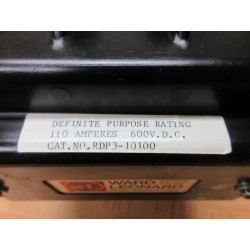 DEFINITE PURPOSE RATING
110 AMPERES 600V.D.C.
CAT.NO.RDP3-10100
WARD
LEONARD